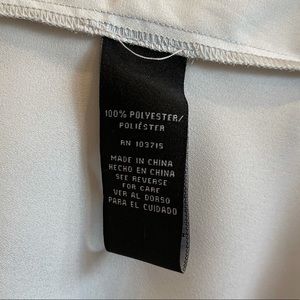 100% POLYESTER/
POLIÉSTER
RN 103715
MADE IN CHINA
HECHO EN CHINA
SEE REVERSE
FOR CARE
VER AL DORSO
PARA EL CUIDADO